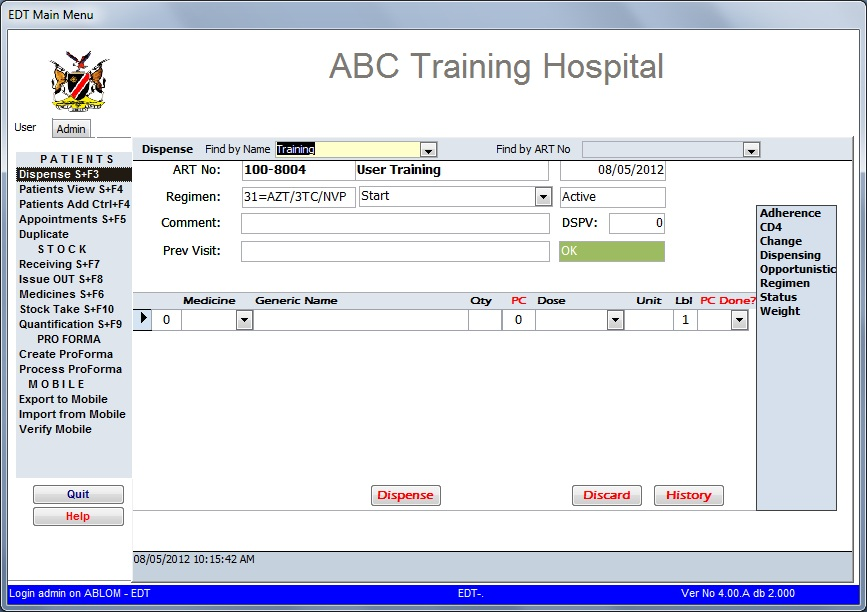 EDT Main Menu
ABC Training Hospital
User Admin
Dispense Find by Name Training Find by ART No
P A T I E N T S
Dispense S+F3
Patients View S+F4
Patients Add Ctrl+F4
Appointments S+F5
Duplicate
S T O C K
Receiving S+F7
Issue OUT S+F8
Medicines S+F6
Stock Take S+F10
Quantification S+F9
PRO FORMA
Create ProForma
Process ProForma
M O B I L E
Export to Mobile
Import from Mobile
Verify Mobile
Quit
Help
ART No: 100-8004 User Training 08/05/2012
Regimen: 31=AZT/3TC/NVP Start Active
Comment: DSPV: 0
Prev Visit: OK
Medicine Generic Name Qty PC Dose Unit Lbl PC Done?
0 0 1
Adherence
CD4
Change
Dispensing
Opportunistic
Regimen
Status
Weight
Dispense Discard History
08/05/2012 10:15:42 AM
Login admin on ABLOM - EDT EDT-. Ver No 4.00.A db 2.000